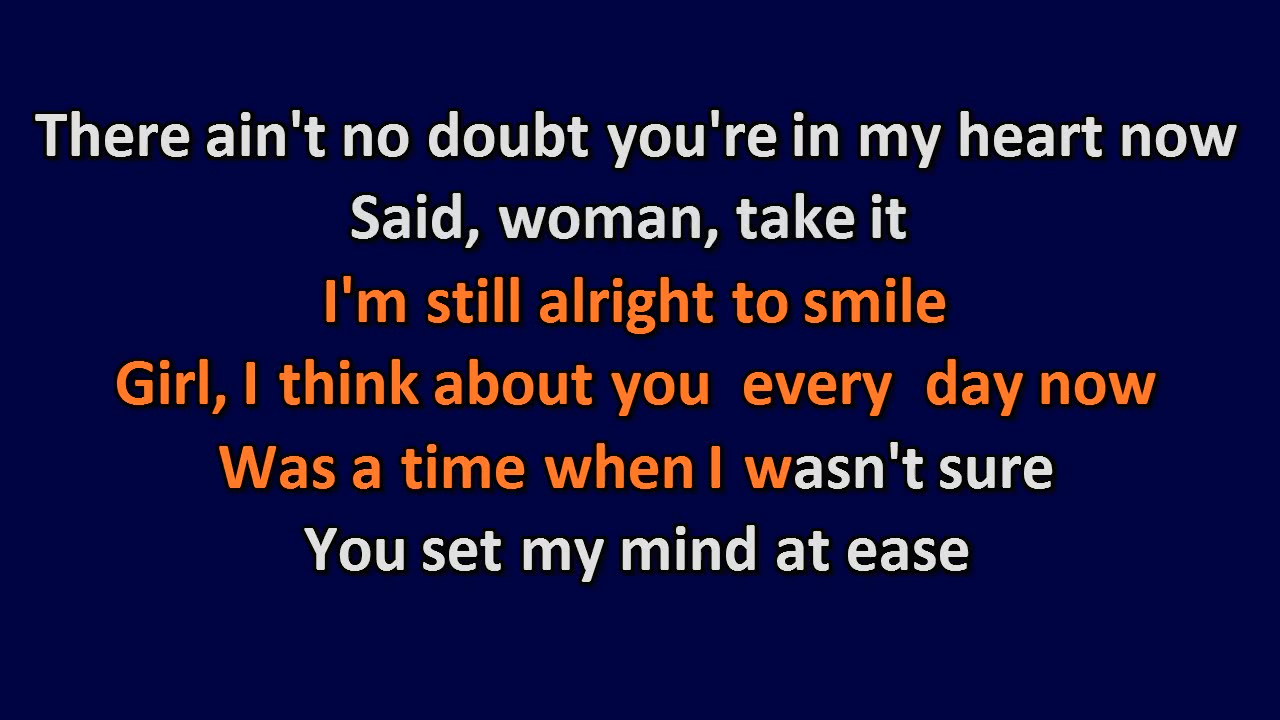 There ain't no doubt you're in my heart now
Said, woman, take it
I'm still alright to smile
Girl, I think about you every day now
Was a time when I wasn't sure
You set my mind at ease